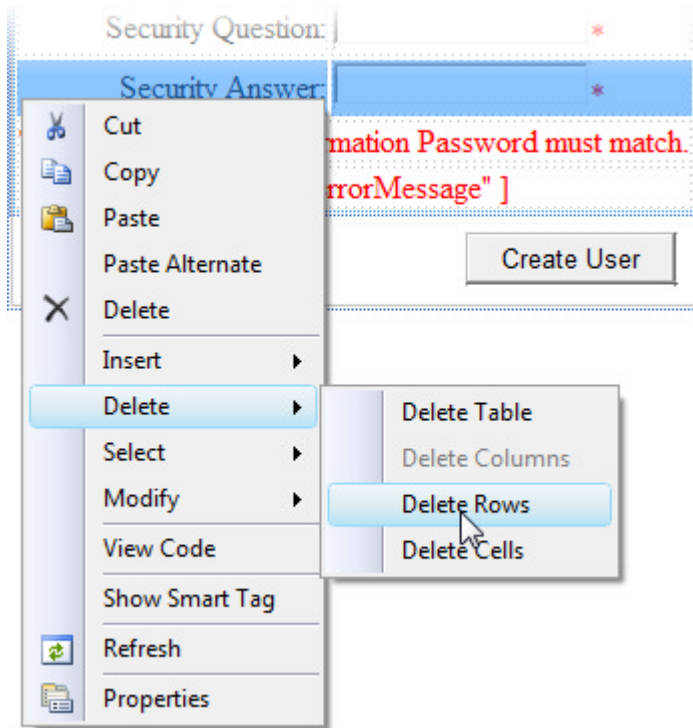 Security Question: *
Security Answer: *
rmation Password must match.
rrorMessage" ]
Create User
Cut
Copy
Paste
Paste Alternate
Delete
Insert
Delete
Select
Modify
View Code
Show Smart Tag
Refresh
Properties
Delete Table
Delete Columns
Delete Rows
Delete Cells